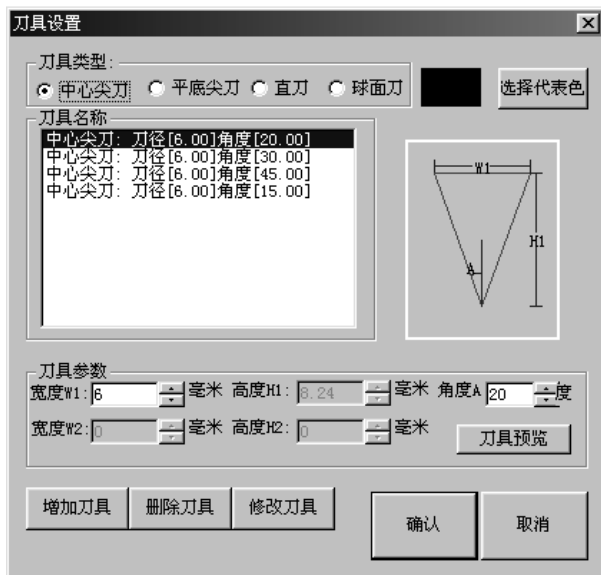 刀具设置
刀具类型:
中心尖刀 平底尖刀 直刀 球面刀 选择代表色
刀具名称
中心尖刀: 刀径[6.00]角度[20.00]
中心尖刀: 刀径[6.00]角度[30.00]
中心尖刀: 刀径[6.00]角度[45.00]
中心尖刀: 刀径[6.00]角度[15.00]
W1
H1
A
刀具参数
宽度W1: 6 毫米 高度H1: 8.24 毫米 角度A 20 度
宽度W2: 0 毫米 高度H2: 0 毫米 刀具预览
增加刀具 删除刀具 修改刀具 确认 取消